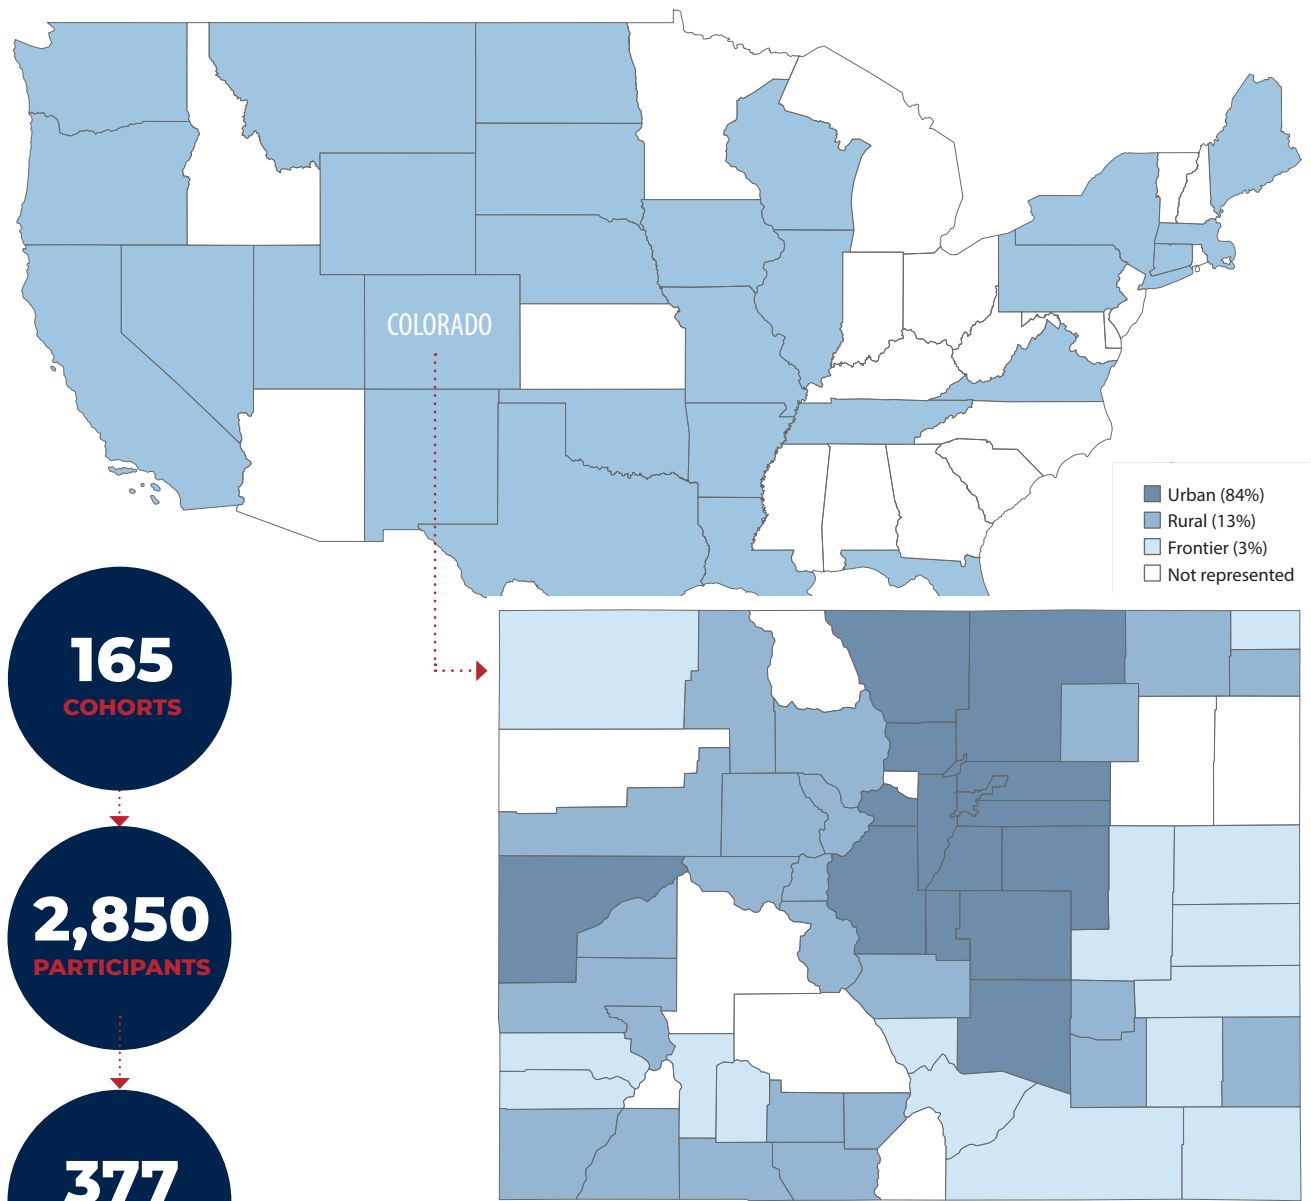 COLORADO
Urban (84%)
Rural (13%)
Frontier (3%)
Not represented
165
COHORTS
2,850
PARTICIPANTS
377